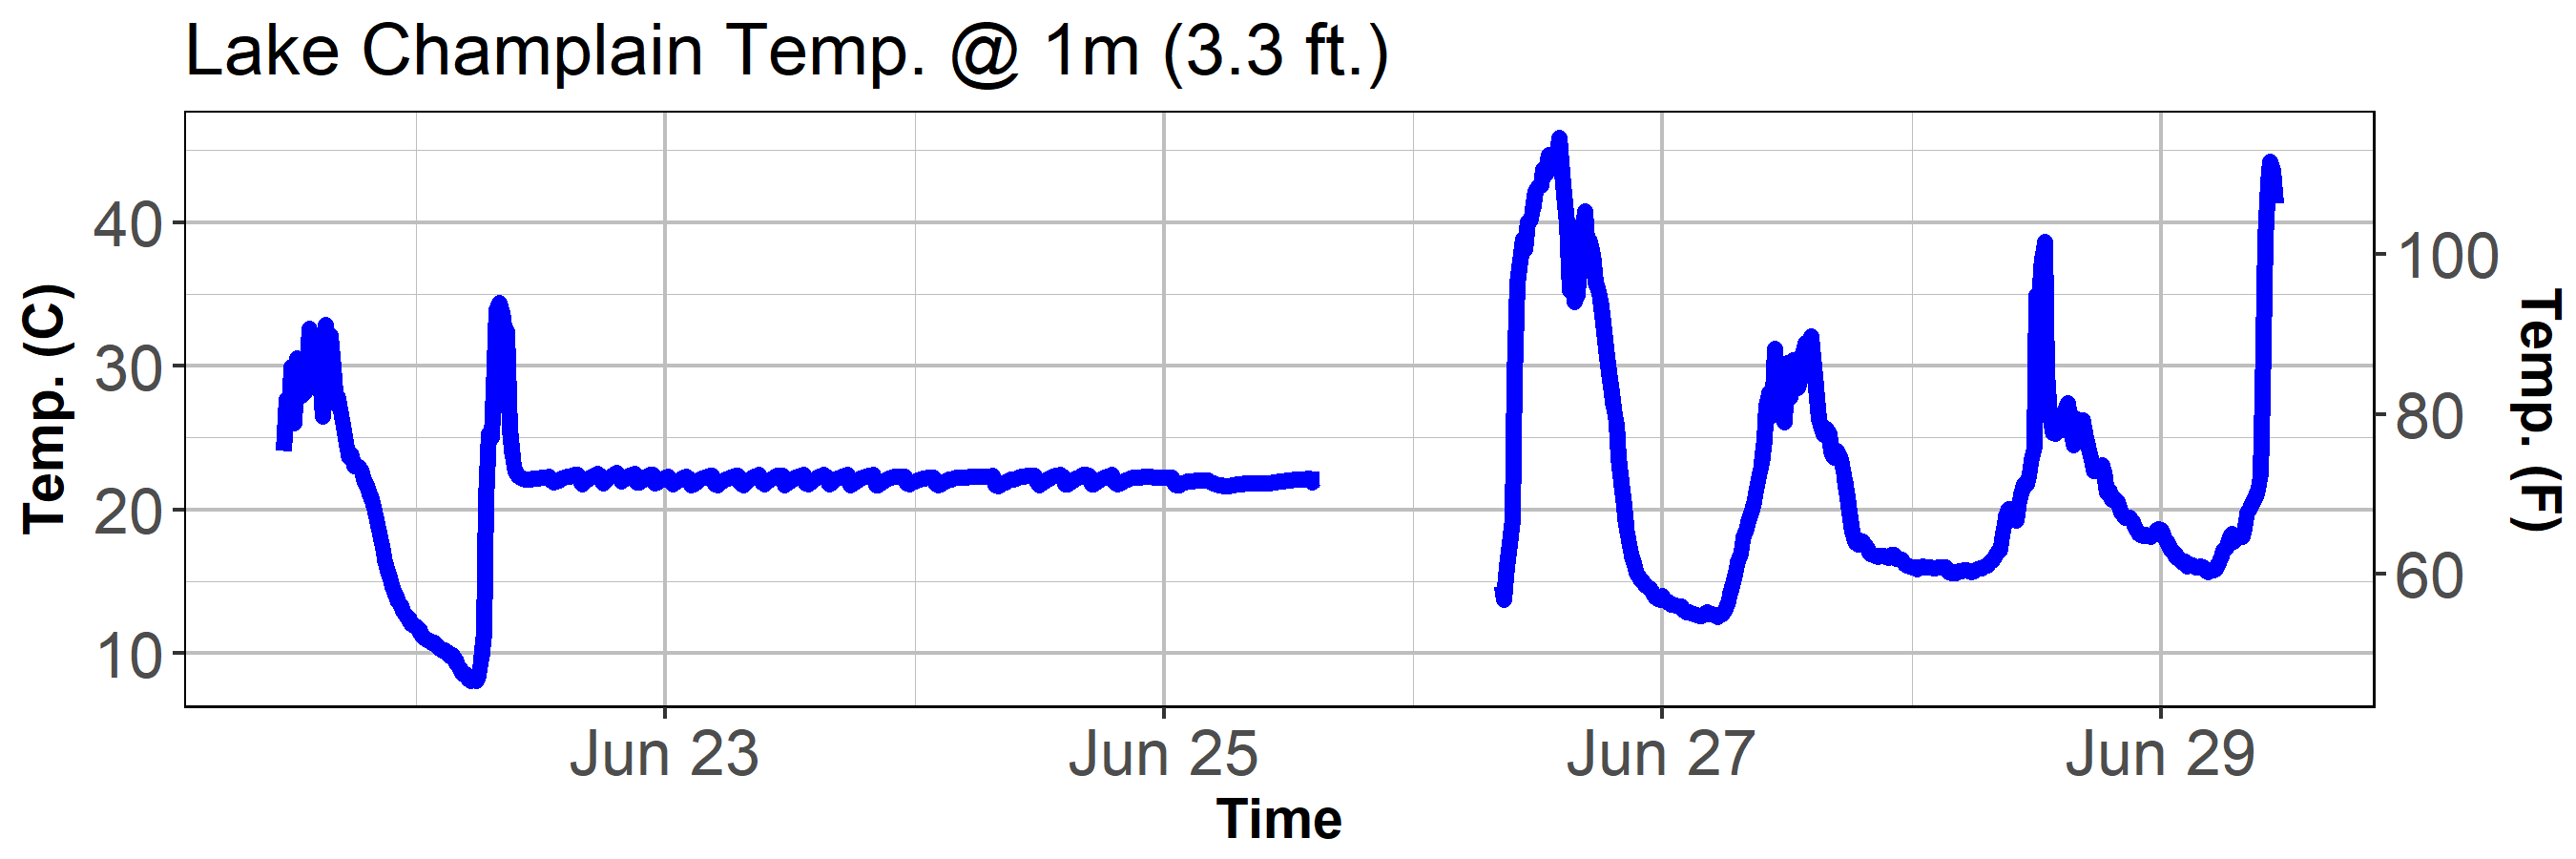 Lake Champlain Temp. @ 1m (3.3 ft.)
Temp. (C)
40
30
20
10
100
80
60
Temp. (F)
Jun 23 Jun 25 Jun 27 Jun 29
Time